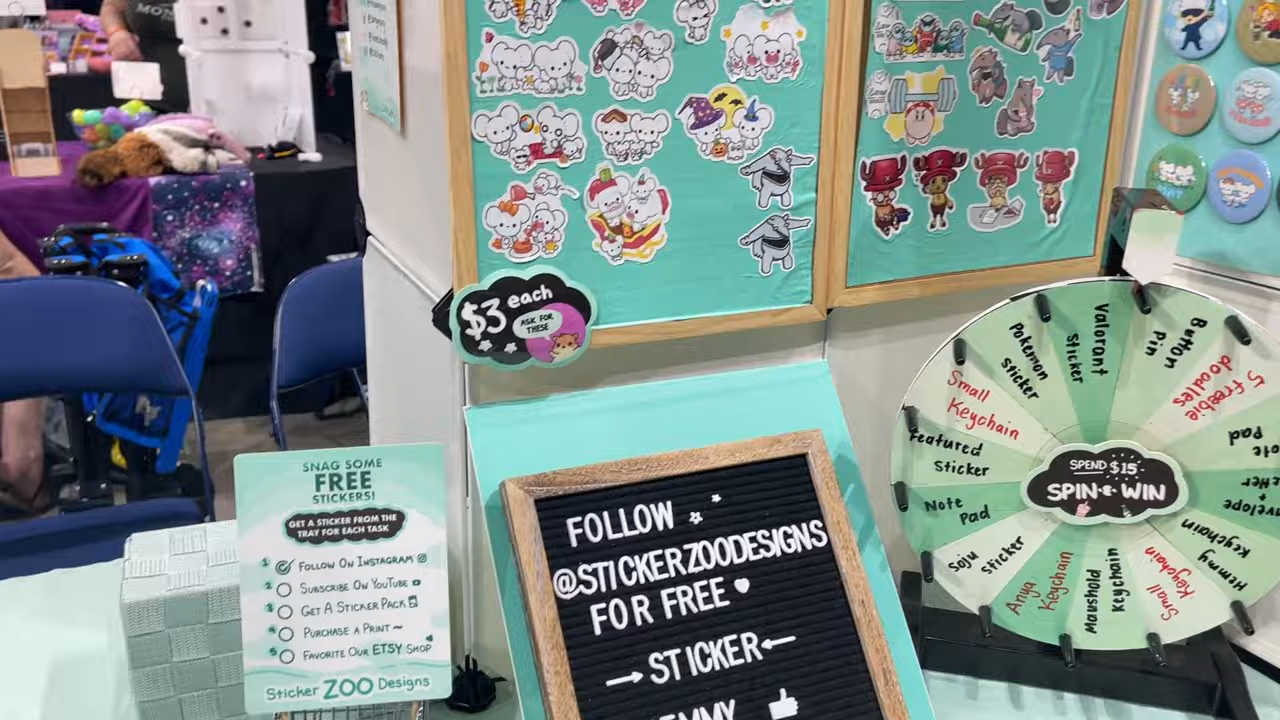 $3 each
ASK FOR
THESE
SNAG SOME
FREE
STICKERS!
GET A STICKER FROM THE
TRAY FOR EACH TASK
1 FOLLOW ON INSTAGRAM
2 SUBSCRIBE ON YOUTUBE
3 GET A STICKER PACK
4 PURCHASE A PRINT
5 FAVORITE OUR ETSY SHOP
Sticker ZOO Designs
FOLLOW
@STICKERZOODESIGNS
FOR FREE
STICKER
SPEND $15
SPIN & WIN
Valorant
Sticker
Button
Pin
5 freebie
doodles
Note
Pad
Hemmy
Keychain
Small
Keychain
Maushold
Keychain
Anya
Keychain
Soju
Sticker
Note
Pad
Featured
Sticker
Small
Keychain
Pokemon
Sticker